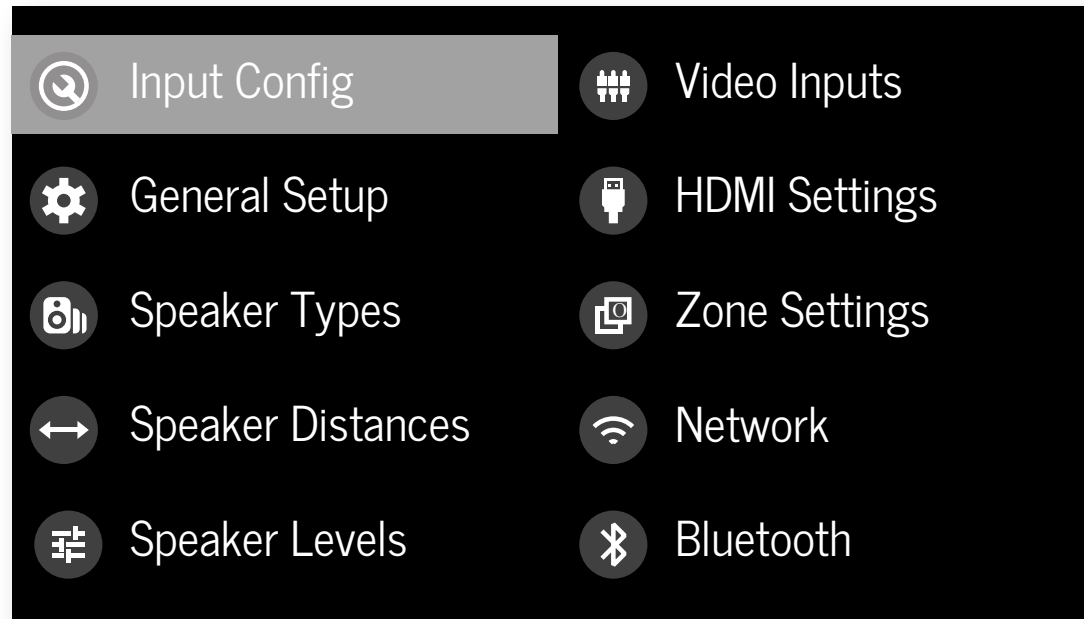 Input Config
General Setup
Speaker Types
Speaker Distances
Speaker Levels
Video Inputs
HDMI Settings
Zone Settings
Network
Bluetooth